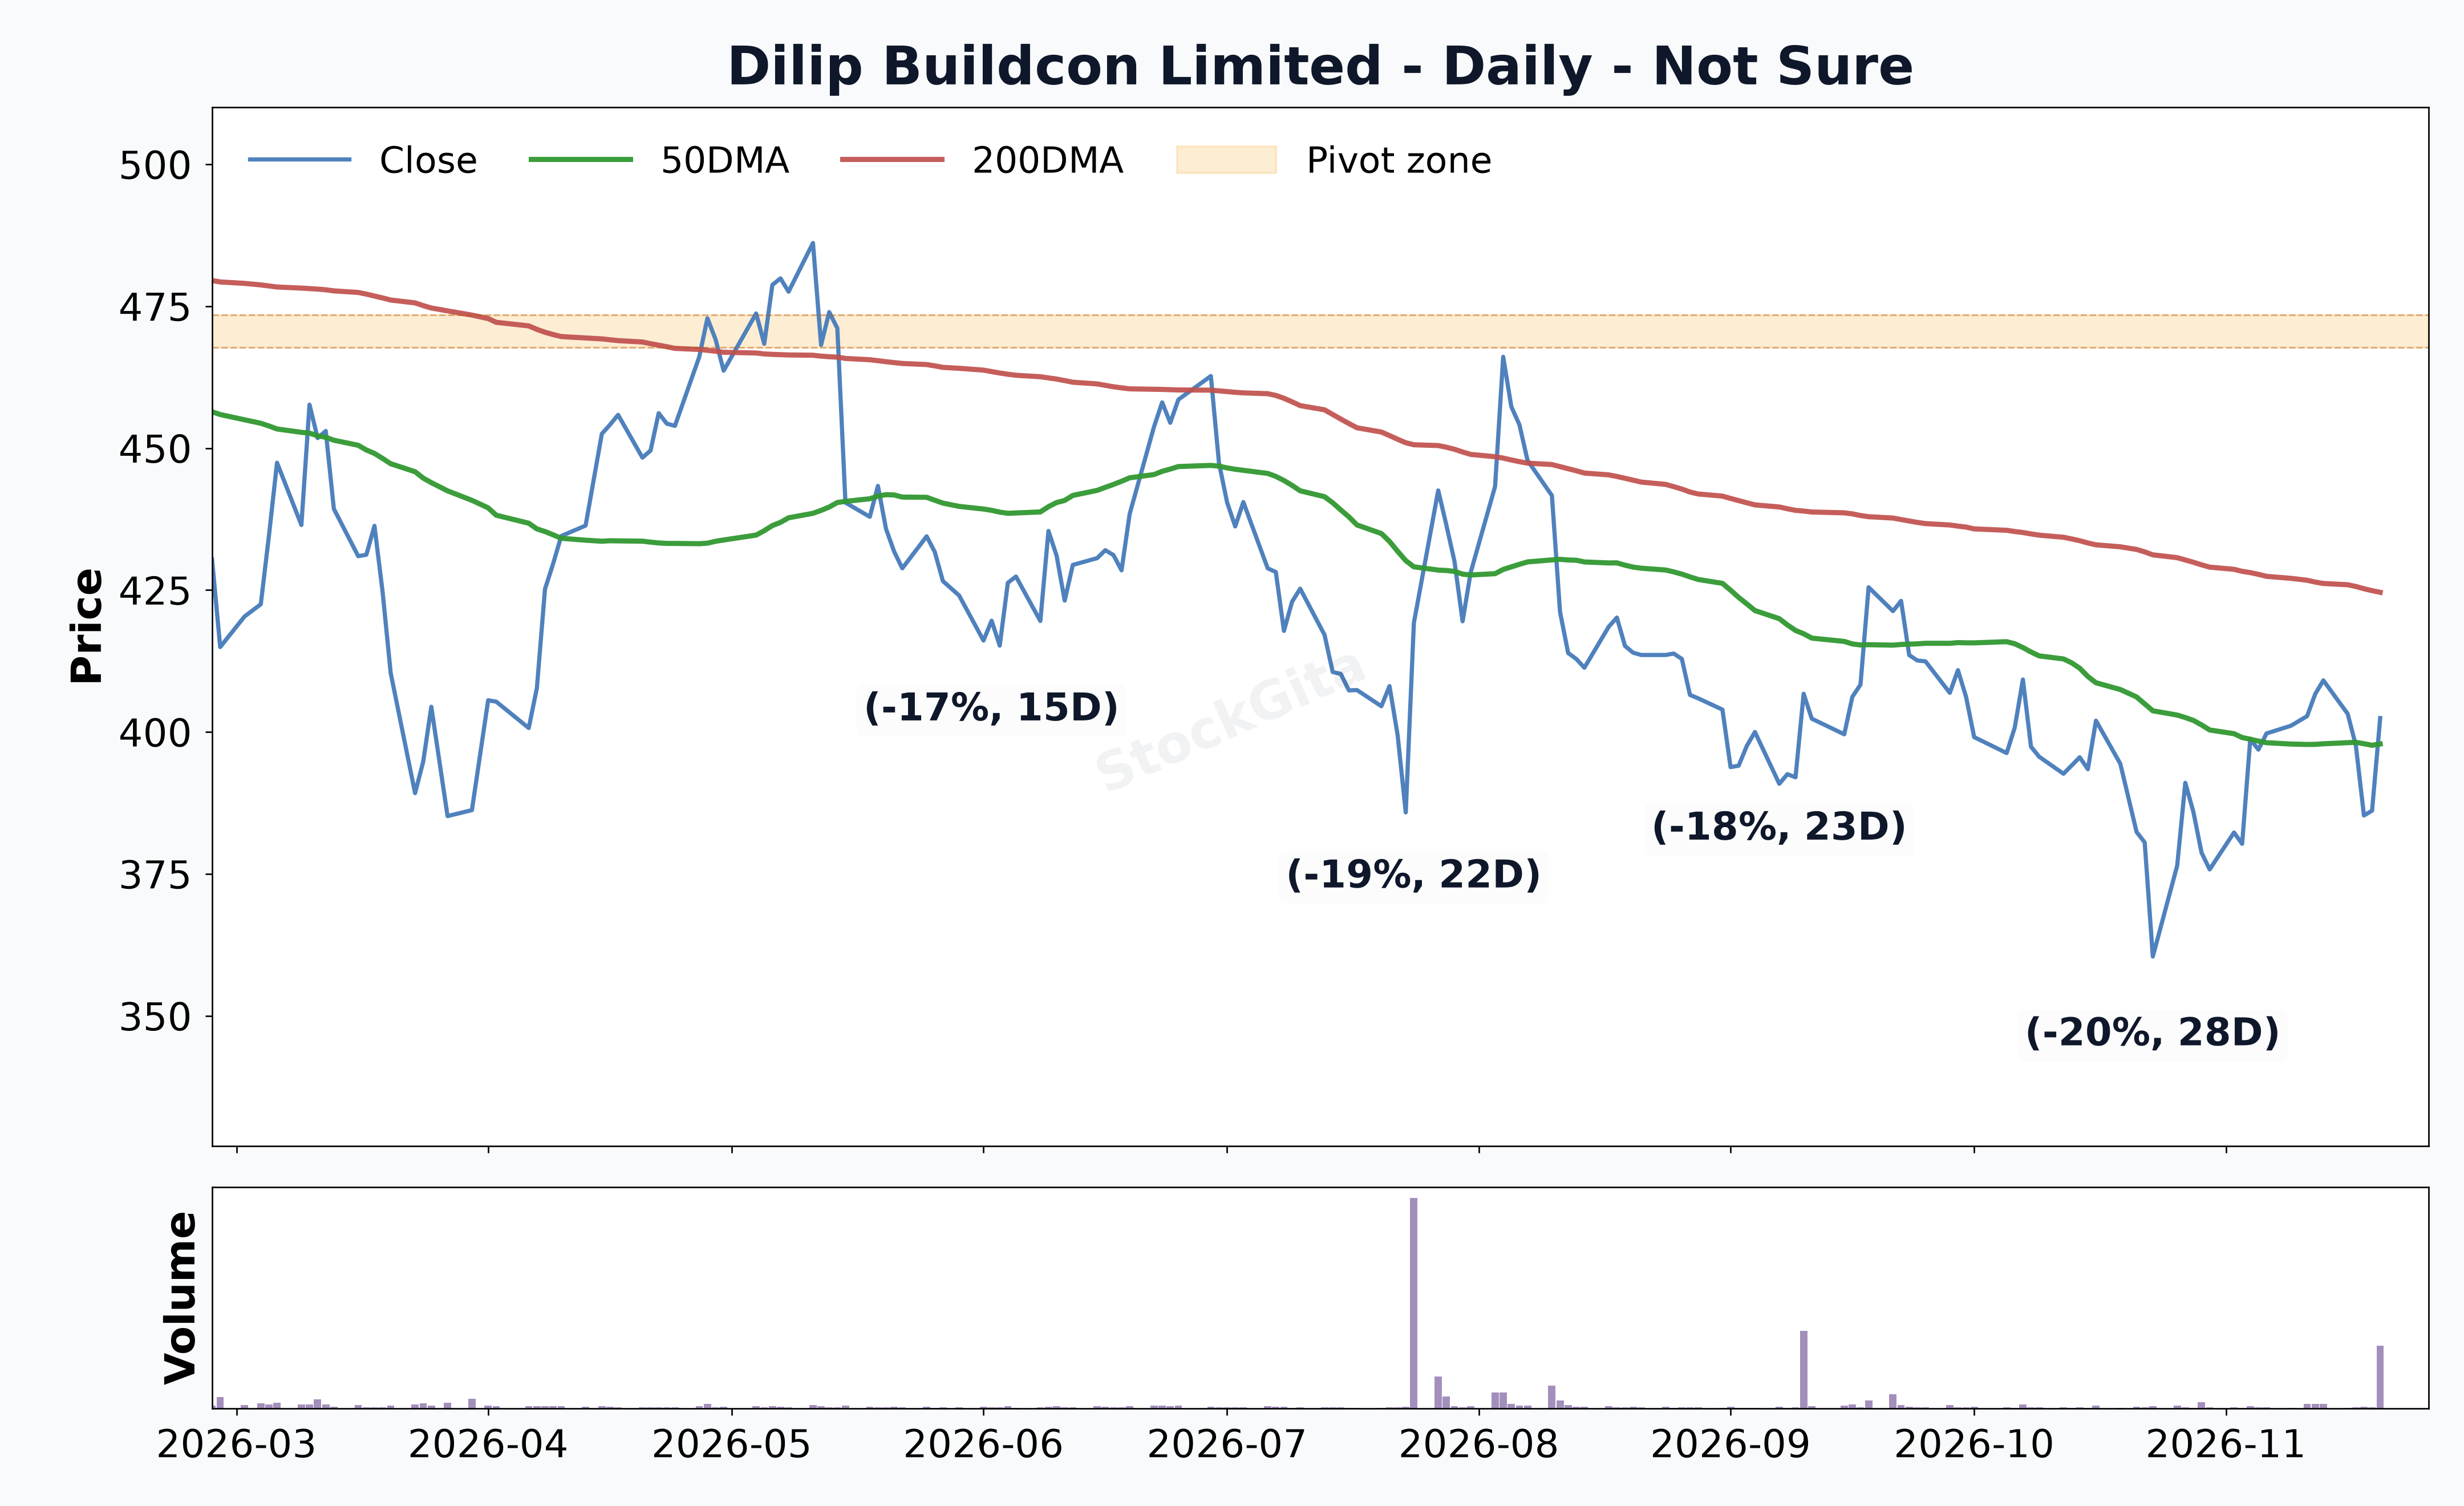 Dilip Buildcon Limited - Daily - Not Sure
Close 50DMA 200DMA Pivot zone
500
475
450
425
400
375
350
Price
(-17%, 15D)
StockGita
(-18%, 23D)
(-19%, 22D)
(-20%, 28D)
Volume
2026-03 2026-04 2026-05 2026-06 2026-07 2026-08 2026-09 2026-10 2026-11